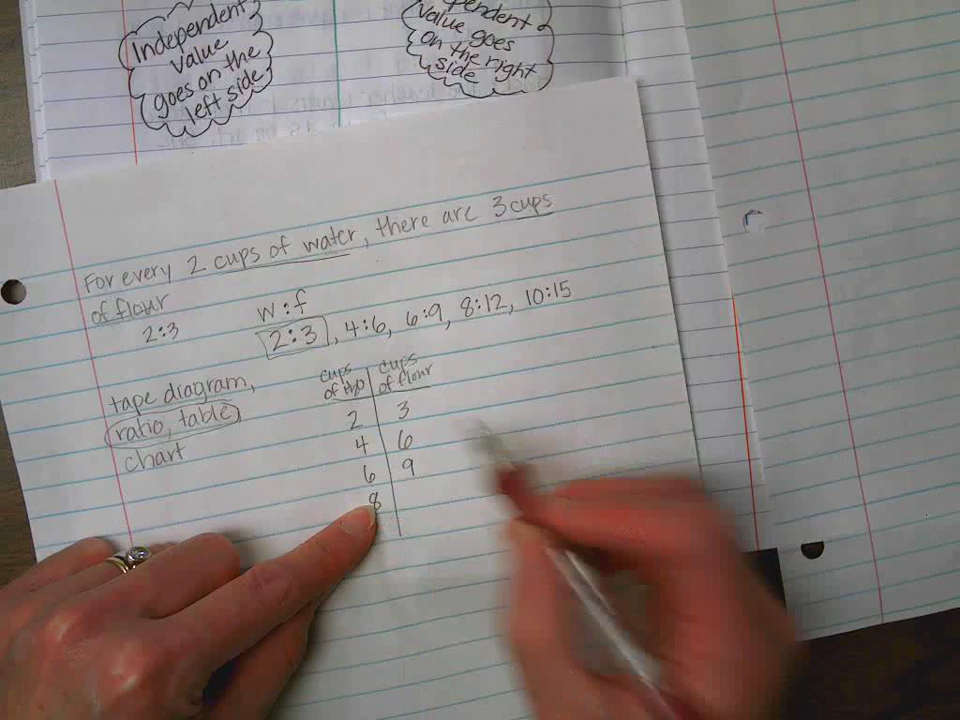 Independent
value
goes on the
left side
value goes
on the right
side
For every 2 cups of water, there are 3 cups
of flour
2:3
w:f
2:3, 4:6, 6:9, 8:12, 10:15
tape diagram,
ratio, table,
chart
cups
of H₂O
cups
of flour
2 3
4 6
6 9
8